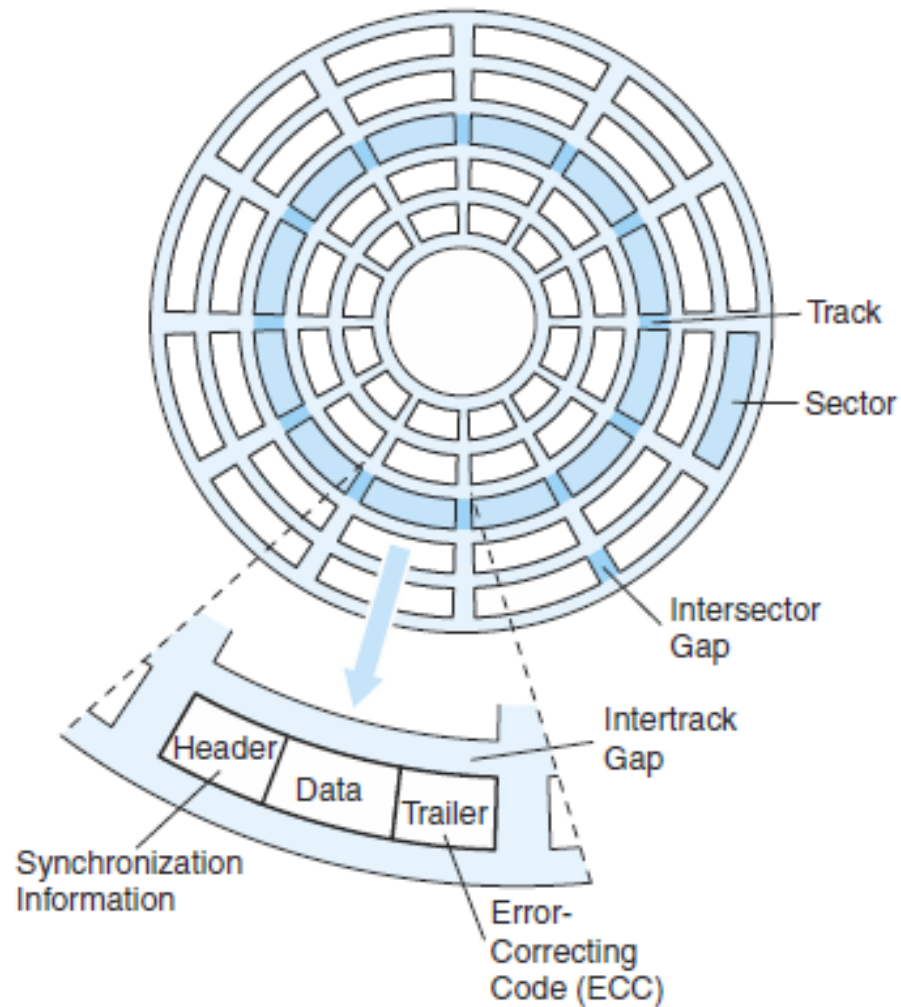 Track
Sector
Intersector
Gap
Intertrack
Gap
Header
Data
Trailer
Synchronization
Information
Error-
Correcting
Code (ECC)